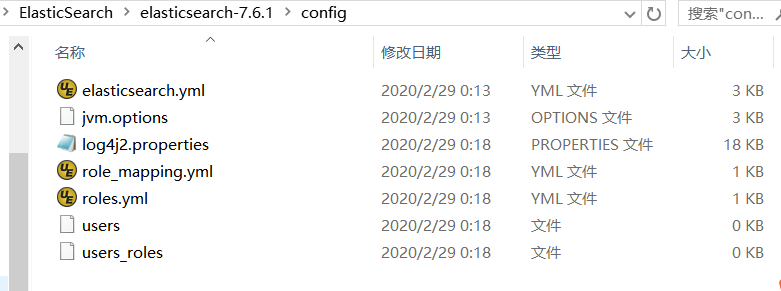 ElasticSearch > elasticsearch-7.6.1 > config 搜索"con...
名称 修改日期 类型 大小
elasticsearch.yml 2020/2/29 0:13 YML 文件 3 KB
jvm.options 2020/2/29 0:13 OPTIONS 文件 3 KB
log4j2.properties 2020/2/29 0:18 PROPERTIES 文件 18 KB
role_mapping.yml 2020/2/29 0:18 YML 文件 1 KB
roles.yml 2020/2/29 0:18 YML 文件 1 KB
users 2020/2/29 0:18 文件 0 KB
users_roles 2020/2/29 0:18 文件 0 KB